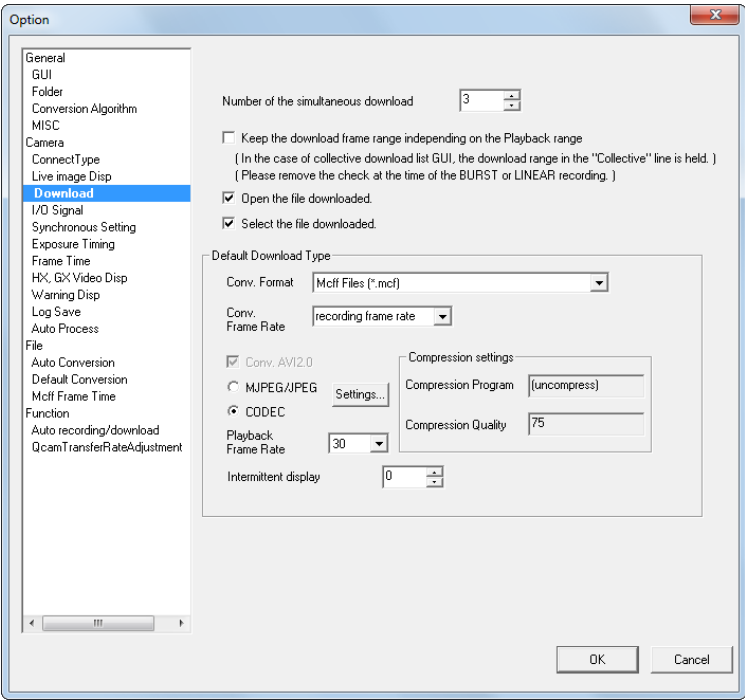 Option
General
GUI
Folder
Conversion Algorithm
MISC
Camera
ConnectType
Live image Disp
Download
I/O Signal
Synchronous Setting
Exposure Timing
Frame Time
HX, GX Video Disp
Warning Disp
Log Save
Auto Process
File
Auto Conversion
Default Conversion
Mcff Frame Time
Function
Auto recording/download
QcamTransferRateAdjustment
Number of the simultaneous download 3
Keep the download frame range independing on the Playback range
( In the case of collective download list GUI, the download range in the "Collective" line is held. )
( Please remove the check at the time of the BURST or LINEAR recording. )
Open the file downloaded.
Select the file downloaded.
Default Download Type
Conv. Format Mcff Files (*.mcf)
Conv.
Frame Rate recording frame rate
Conv. AVI2.0
MJPEG/JPEG
Settings...
CODEC
Playback
Frame Rate 30
Compression settings
Compression Program (uncompress)
Compression Quality 75
Intermittent display 0
OK Cancel